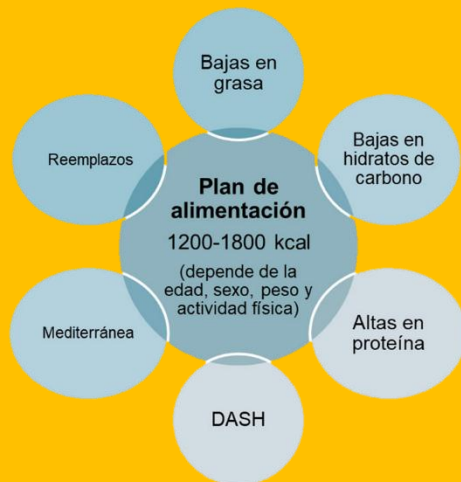 Bajas en
grasa
Bajas en
hidratos de
carbono
Altas en
proteína
DASH
Mediterránea
Reemplazos
Plan de
alimentación
1200-1800 kcal
(depende de la
edad, sexo, peso y
actividad física)